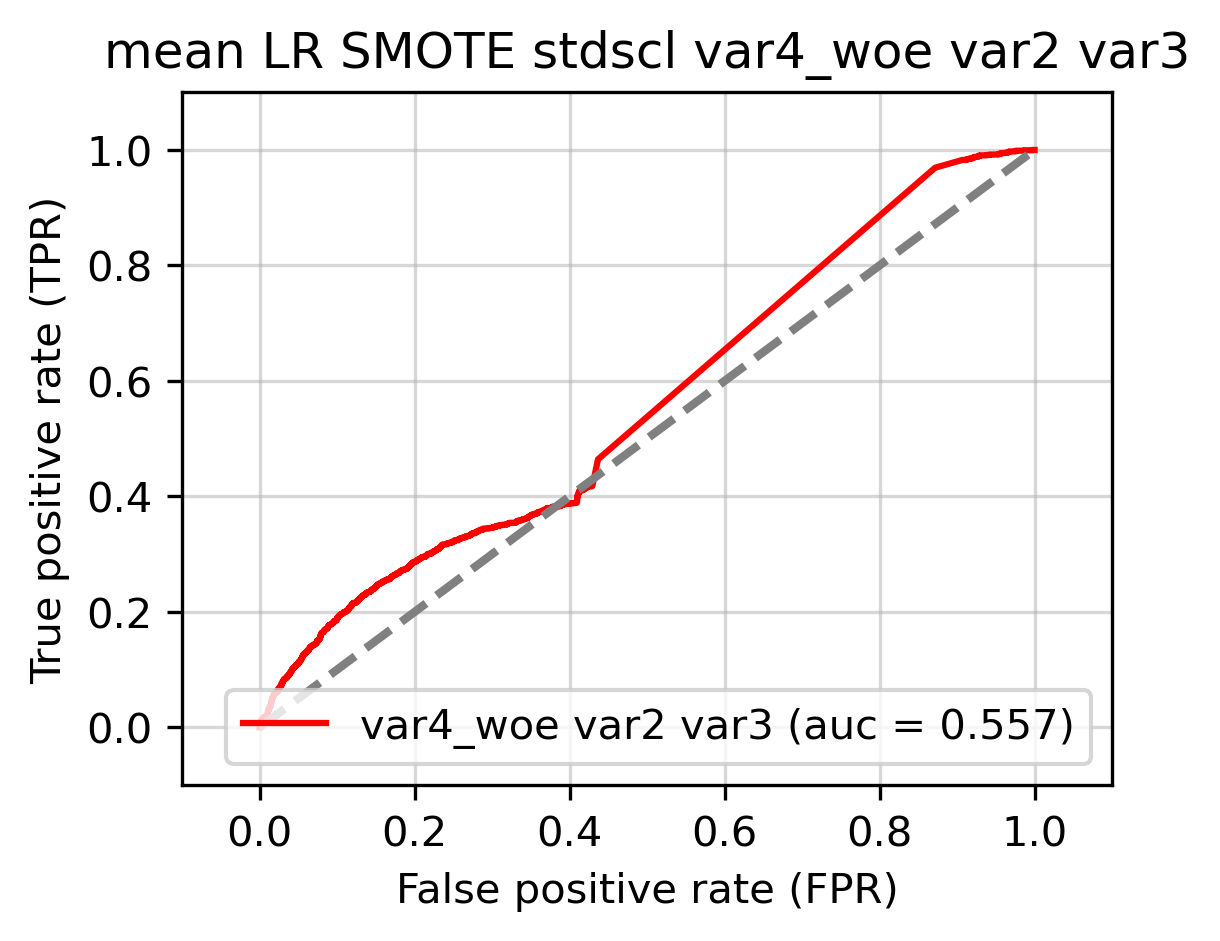 mean LR SMOTE stdscl var4_woe var2 var3
1.0
0.8
0.6
0.4
0.2
0.0
True positive rate (TPR)
var4_woe var2 var3 (auc = 0.557)
0.0 0.2 0.4 0.6 0.8 1.0
False positive rate (FPR)